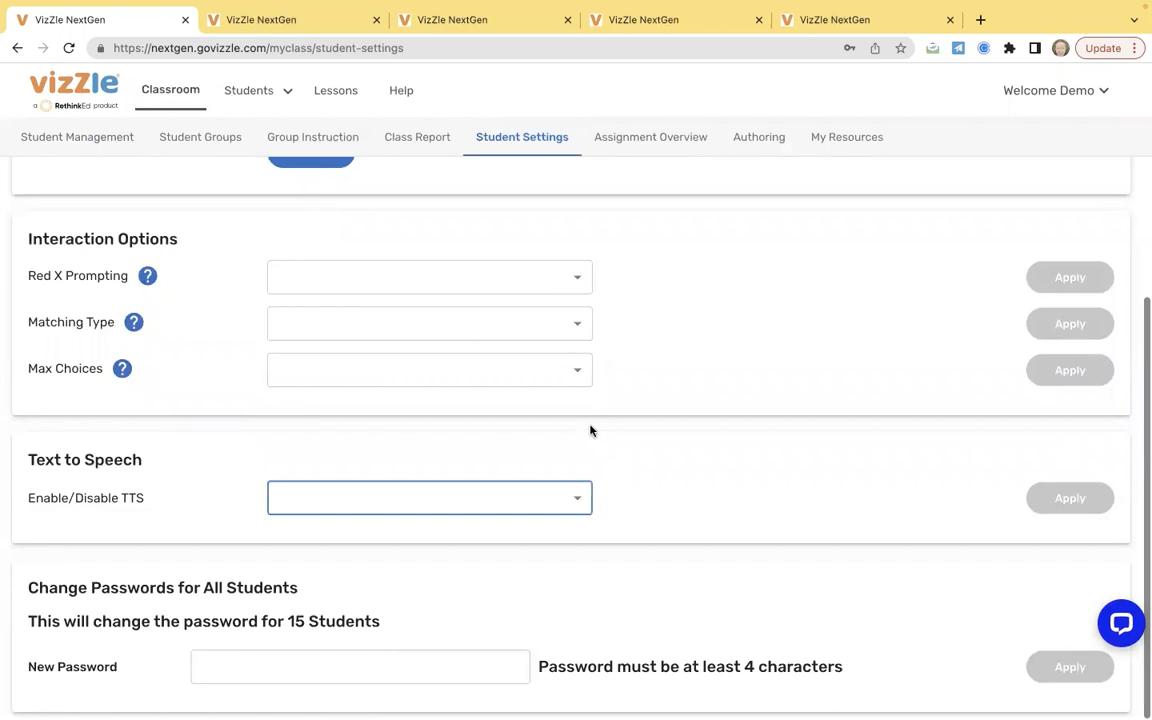 VizZle NextGen
VizZle NextGen
VizZle NextGen
VizZle NextGen
VizZle NextGen
https://nextgen.govizzle.com/myclass/student-settings
Update
vizZle
a RethinkEd product
Classroom
Students
Lessons
Help
Welcome Demo
Student Management
Student Groups
Group Instruction
Class Report
Student Settings
Assignment Overview
Authoring
My Resources
Interaction Options
Red X Prompting ?
Apply
Matching Type ?
Apply
Max Choices ?
Apply
Text to Speech
Enable/Disable TTS
Apply
Change Passwords for All Students
This will change the password for 15 Students
New Password
Password must be at least 4 characters
Apply